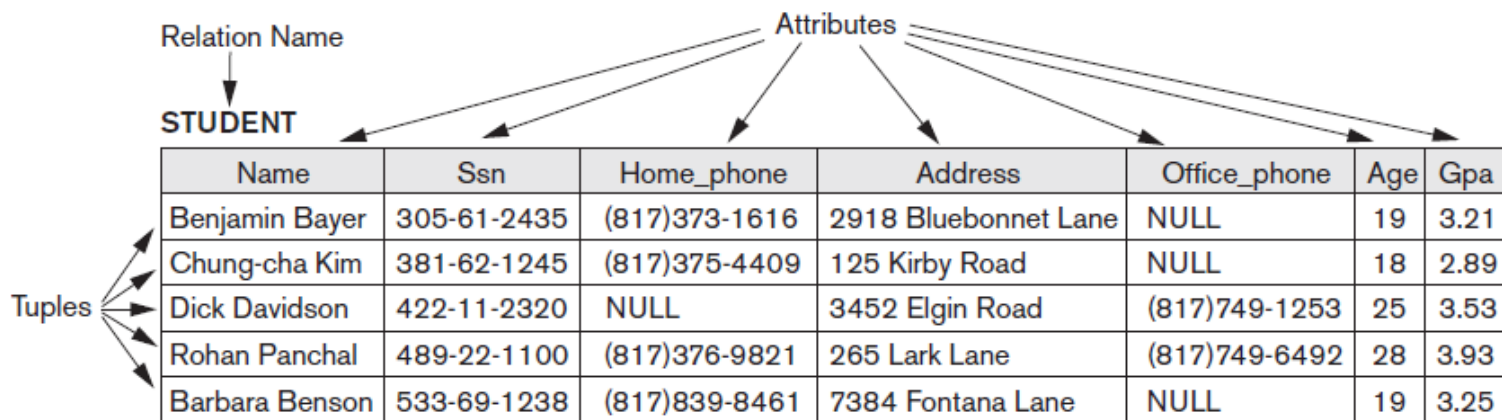 Attributes
Relation Name
STUDENT
Name Ssn Home_phone Address Office_phone Age Gpa
Benjamin Bayer 305-61-2435 (817)373-1616 2918 Bluebonnet Lane NULL 19 3.21
Chung-cha Kim 381-62-1245 (817)375-4409 125 Kirby Road NULL 18 2.89
Tuples Dick Davidson 422-11-2320 NULL 3452 Elgin Road (817)749-1253 25 3.53
Rohan Panchal 489-22-1100 (817)376-9821 265 Lark Lane (817)749-6492 28 3.93
Barbara Benson 533-69-1238 (817)839-8461 7384 Fontana Lane NULL 19 3.25